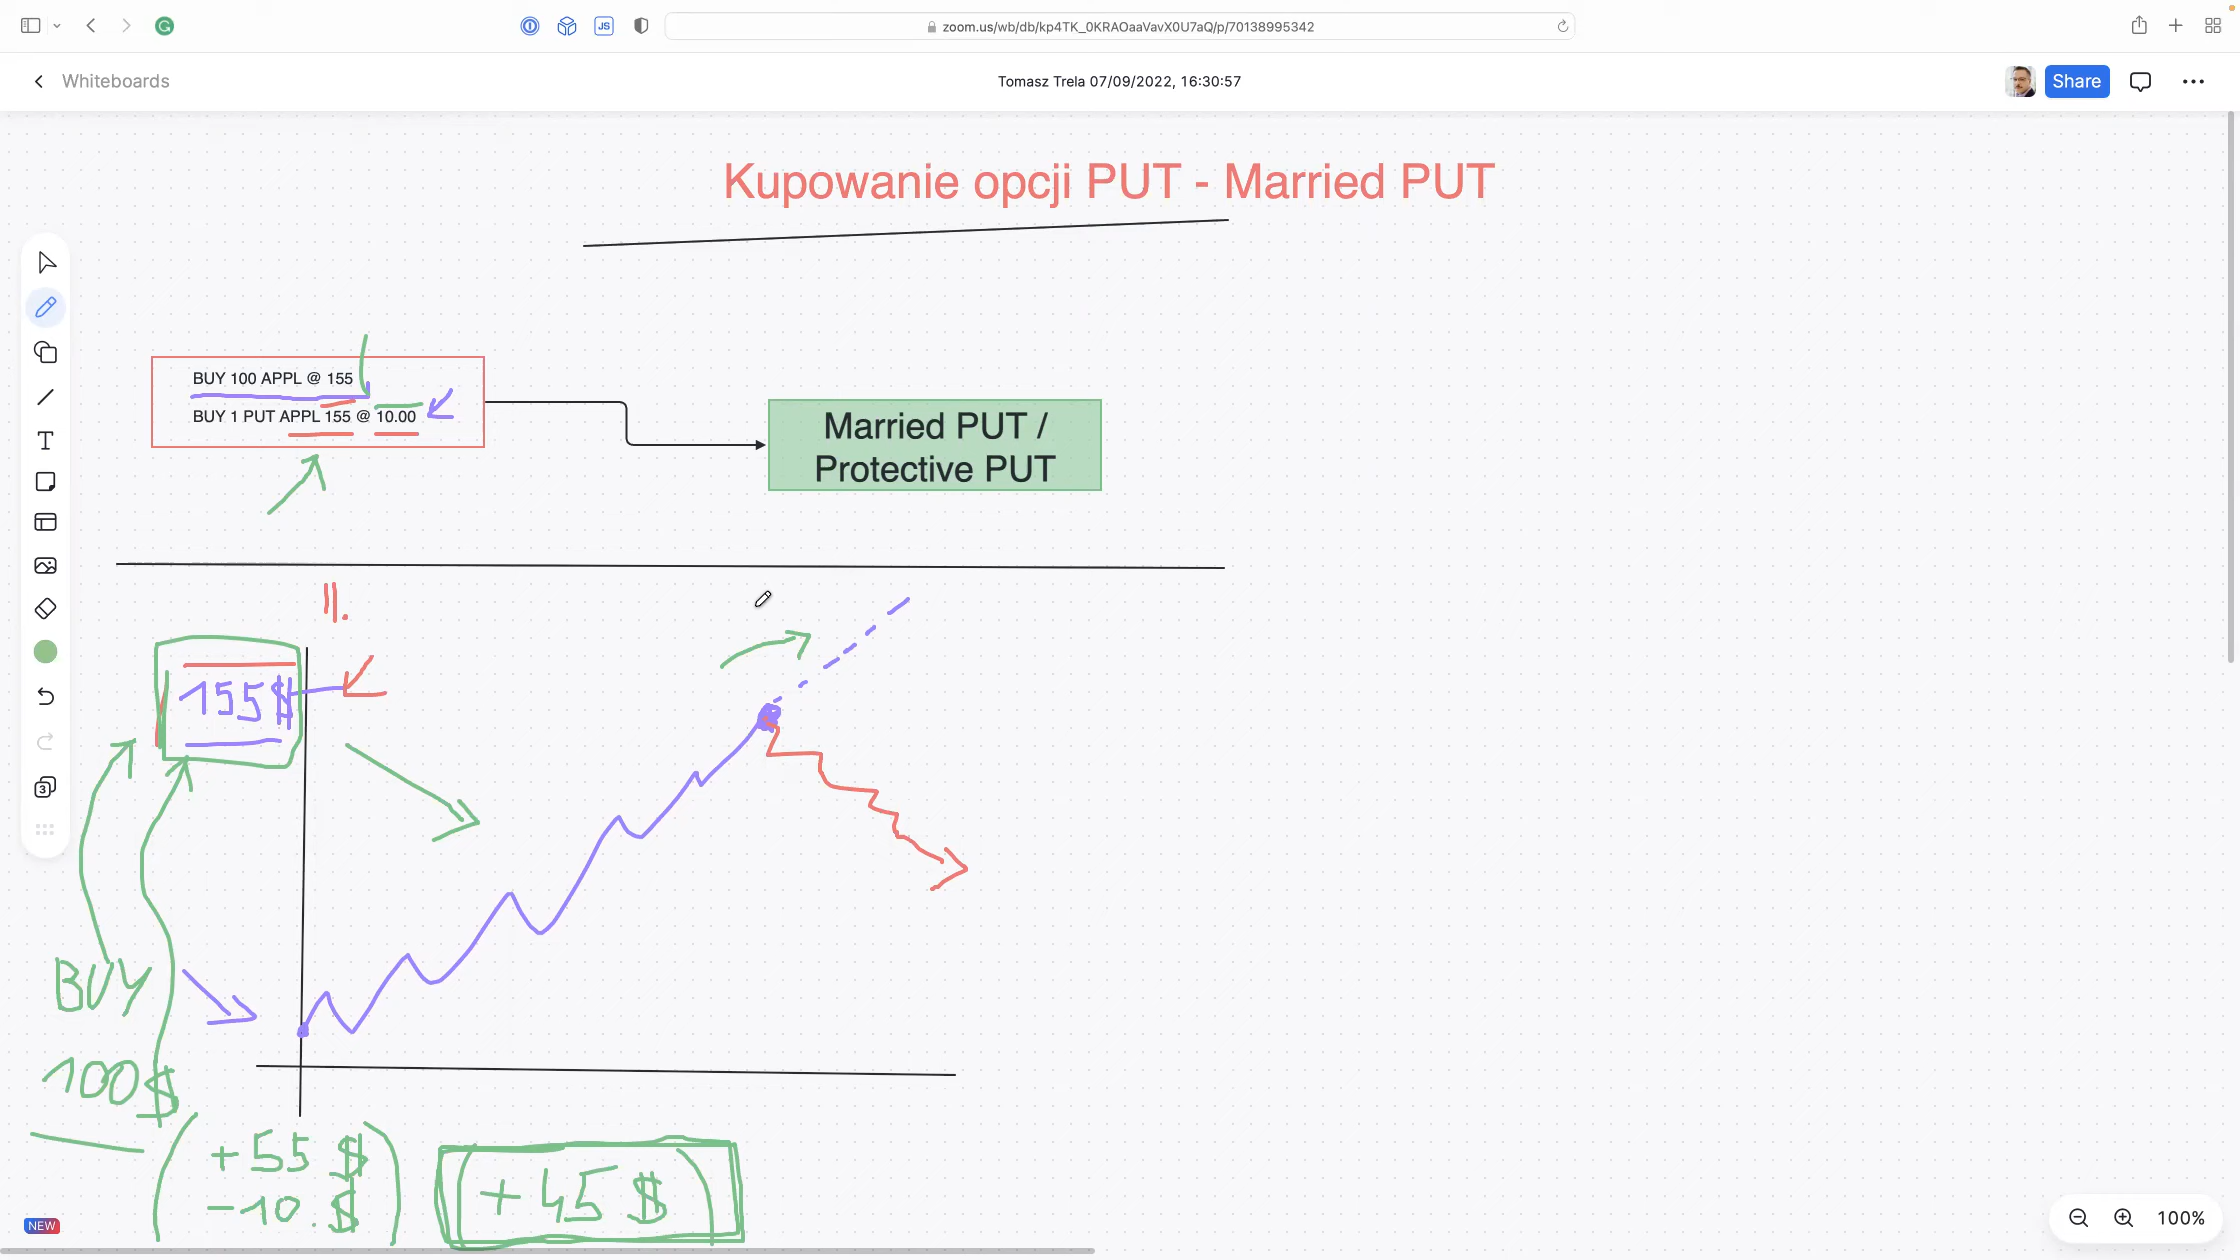 JS
zoom.us/wb/db/kp4TK_0KRAOaaVavX0U7aQ/p/70138995342
Whiteboards
Tomasz Trela 07/09/2022, 16:30:57
Share
Kupowanie opcji PUT - Married PUT
BUY 100 APPL @ 155
BUY 1 PUT APPL 155 @ 10.00
Married PUT /
Protective PUT
T
II.
155$
3
BUY
100$
+55 $
-10.$
+45 $
NEW
100%